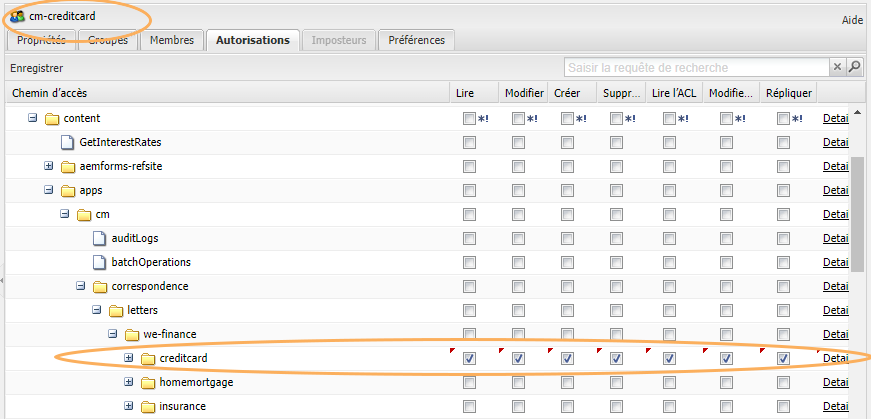 cm-creditcard
Aide
Propriétés Groupes Membres Autorisations Imposteurs Préférences
Enregistrer Saisir la requête de recherche
Chemin d'accès Lire Modifier Créer Suppr... Lire l'ACL Modifie... Répliquer
content *! *! *! *! *! *! *! Detai
GetInterestRates Detai
aemforms-refsite Detai
apps Detai
cm Detai
auditLogs Detai
batchOperations Detai
correspondence Detai
letters Detai
we-finance Detai
creditcard Detai
homemortgage Detai
insurance Detai